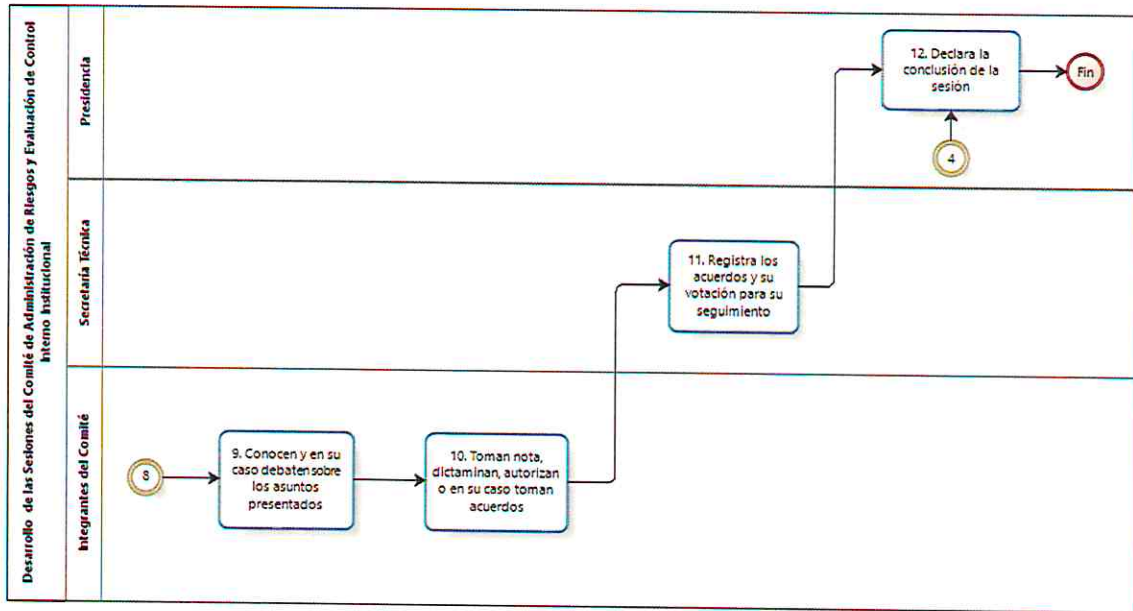 Desarrollo de las Sesiones del Comité de Administración de Riesgos y Evaluación de Control
Interno Institucional
Presidencia
12. Declara la
conclusión de la
sesión
Fin
4
Secretaría Técnica
11. Registra los
acuerdos y su
votación para su
seguimiento
Integrantes del Comité
8
9. Conocen y en su
caso debaten sobre
los asuntos
presentados
10. Toman nota,
dictaminan, autorizan
o en su caso toman
acuerdos